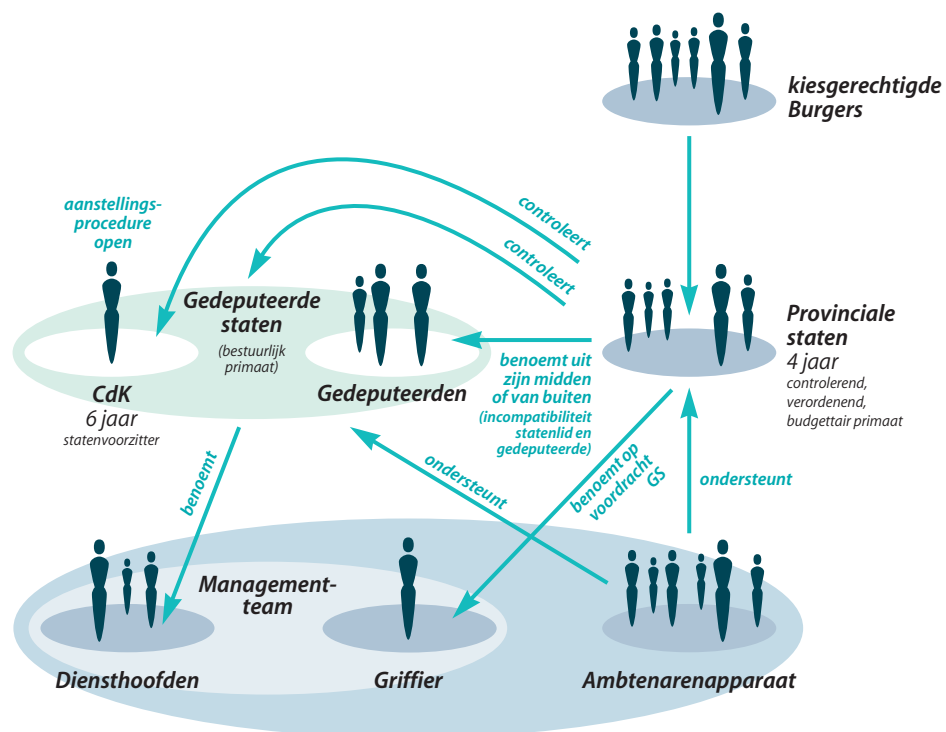 kiesgerechtigde
Burgers
aanstellings-
procedure
open
controleert
controleert
Gedeputeerde
staten
(bestuurlijk
primaat)
Provinciale
staten
4 jaar
controlerend,
verordenend,
budgettair primaat
CdK
6 jaar
statenvoorzitter
Gedeputeerden
benoemt uit
zijn midden
of van buiten
(incompatibiliteit
statenlid en
gedeputeerde)
benoemt
ondersteunt
benoemt op
voordracht
GS
ondersteunt
Management-
team
Diensthoofden
Griffier
Ambtenarenapparaat